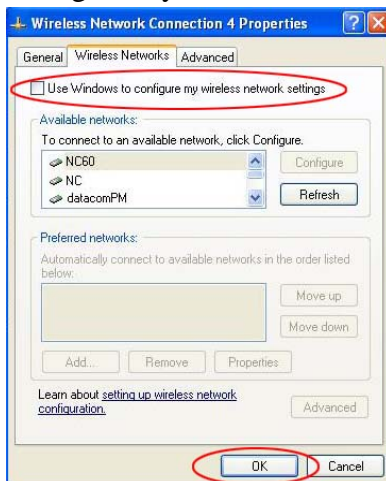 Wireless Network Connection 4 Properties
General Wireless Networks Advanced
Use Windows to configure my wireless network settings
Available networks:
To connect to an available network, click Configure.
NC60
NC
datacomPM
Configure
Refresh
Preferred networks:
Automatically connect to available networks in the order listed
below:
Move up
Move down
Add... Remove Properties
Learn about setting up wireless network
configuration.
Advanced
OK Cancel